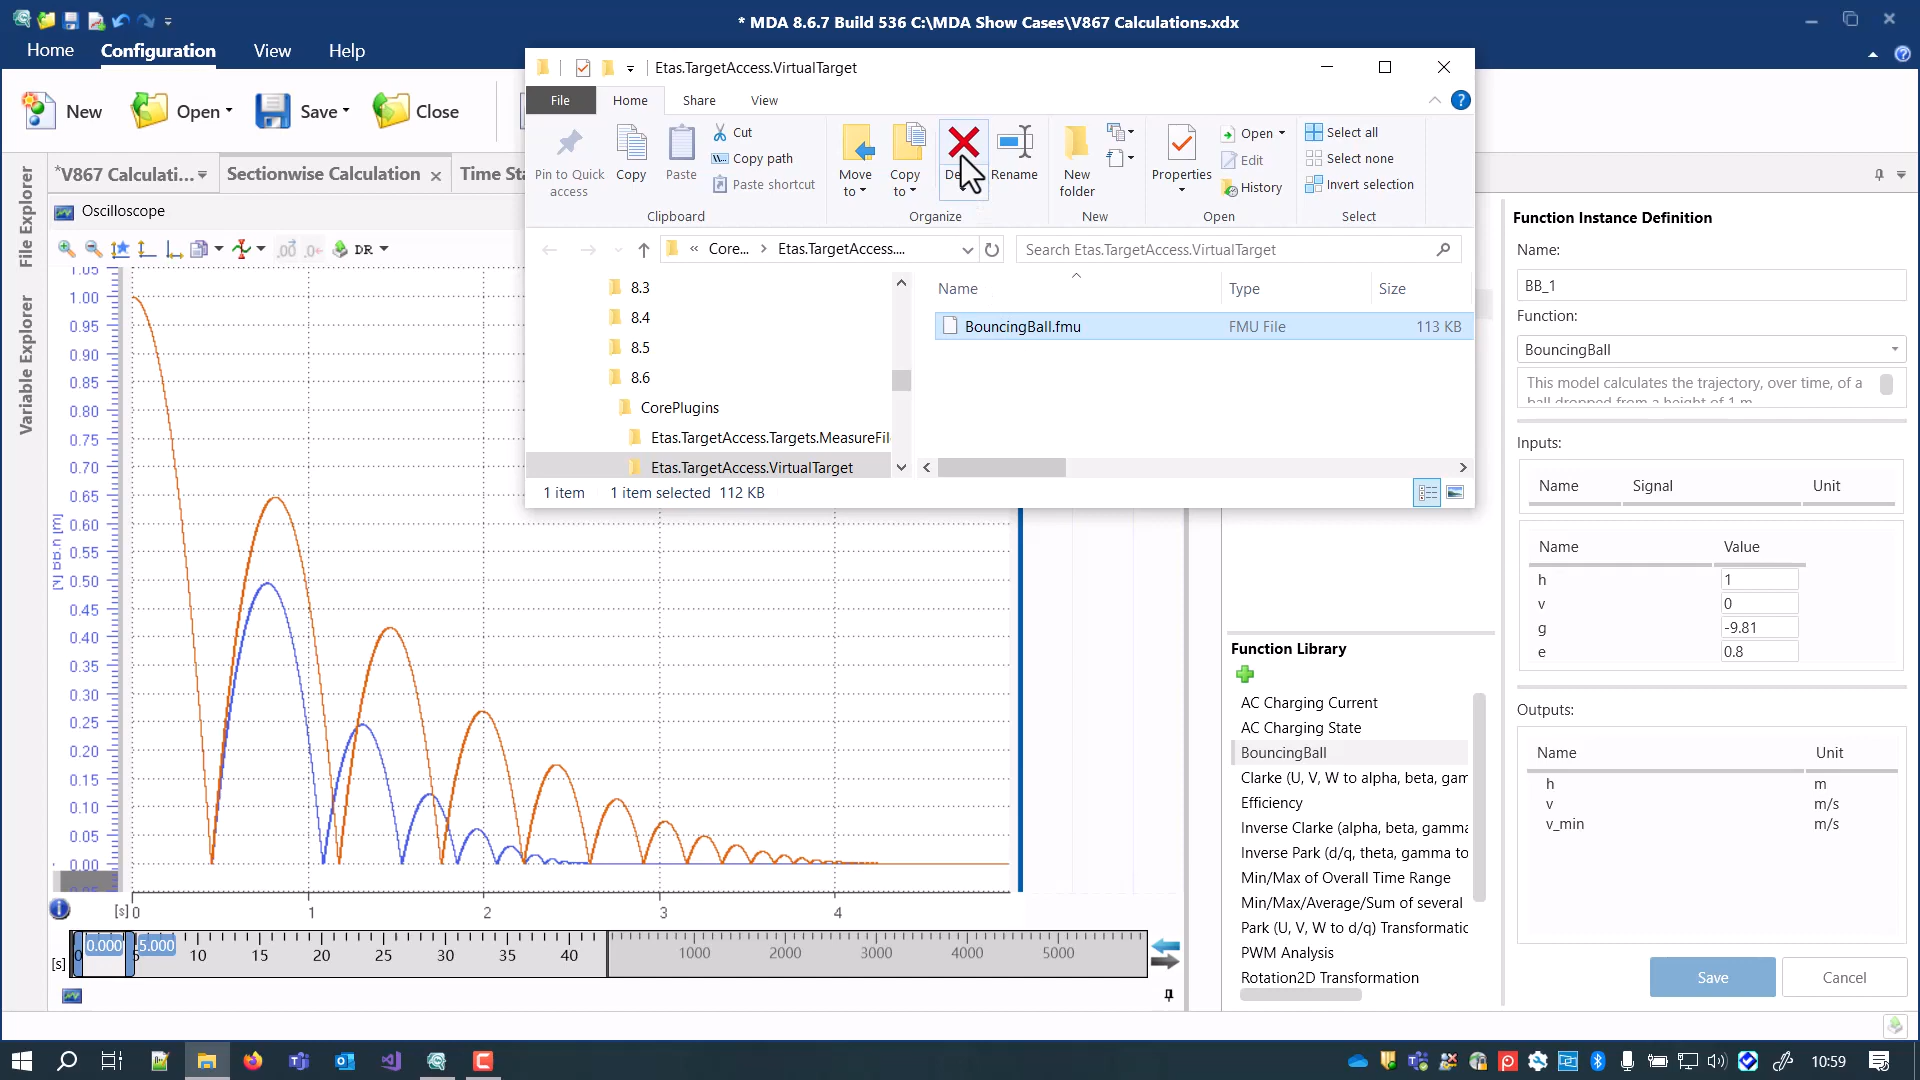 * MDA 8.6.7 Build 536 C:\MDA Show Cases\V867 Calculations.xdx
Home Configuration View Help
New Open Save Close
*V867 Calculati... Sectionwise Calculation Time Sta
File Explorer
Variable Explorer
Oscilloscope
DR
Etas.TargetAccess.VirtualTarget
File Home Share View
Pin to Quick access
Copy
Paste
Cut
Copy path
Paste shortcut
Clipboard
Move to
Copy to
Rename
Organize
New folder
New
Properties
Open
Edit
History
Open
Select all
Select none
Invert selection
Select
« Core... > Etas.TargetAccess....
Search Etas.TargetAccess.VirtualTarget
8.3
8.4
8.5
8.6
CorePlugins
Etas.TargetAccess.Targets.MeasureFil
Etas.TargetAccess.VirtualTarget
Name Type Size
BouncingBall.fmu FMU File 113 KB
1 item 1 item selected 112 KB
1.05
1.00
0.95
0.90
0.85
0.80
0.75
0.70
0.65
0.60
0.55
0.50
0.45
0.40
0.35
0.30
0.25
0.20
0.15
0.10
0.05
0.00
[s] 0 1 2 3 4
0.000 5.000
[s] 0 10 15 20 25 30 35 40 1000 2000 3000 4000 5000
Function Library
AC Charging Current
AC Charging State
BouncingBall
Clarke (U, V, W to alpha, beta, gam
Efficiency
Inverse Clarke (alpha, beta, gamma
Inverse Park (d/q, theta, gamma to
Min/Max of Overall Time Range
Min/Max/Average/Sum of several
Park (U, V, W to d/q) Transformatic
PWM Analysis
Rotation2D Transformation
Function Instance Definition
Name:
BB_1
Function:
BouncingBall
This model calculates the trajectory, over time, of a
ball dropped from a height of 1 m
Inputs:
Name Signal Unit
Name Value
h 1
v 0
g -9.81
e 0.8
Outputs:
Name Unit
h m
v m/s
v_min m/s
Save Cancel
10:59